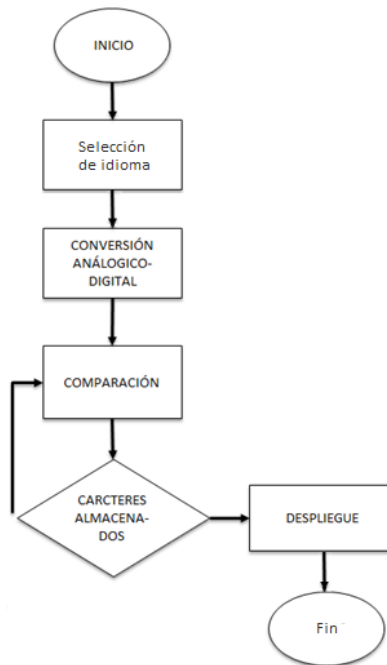 INICIO
Selección
de idioma
CONVERSIÓN
ANÁLOGICO-
DIGITAL
COMPARACIÓN
CARCTERES
ALMACENA-
DOS
DESPLIEGUE
Fin